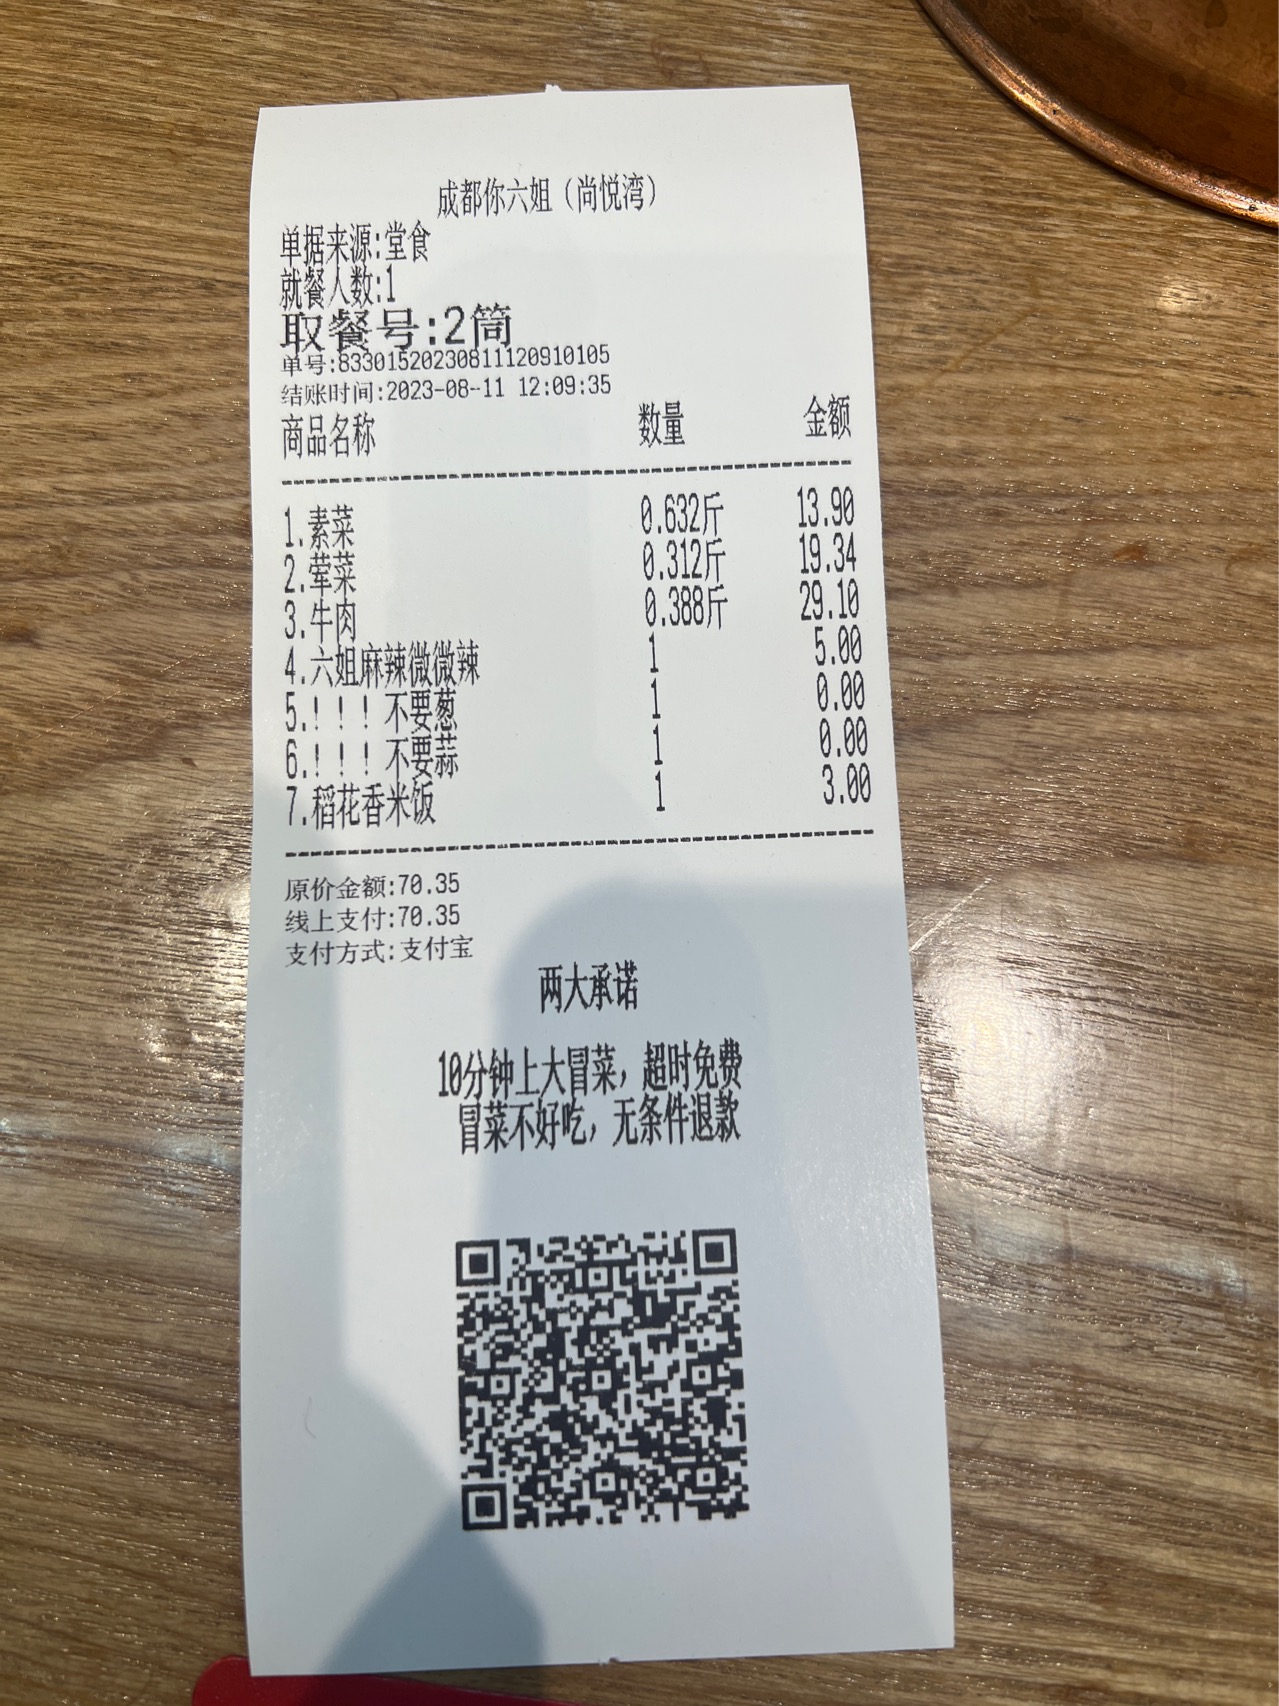 成都你六姐（尚悦湾）
单据来源:堂食
就餐人数:1
取餐号:2筒
单号:83301520230811120910105
结账时间:2023-08-11 12:09:35
商品名称 数量 金额
1.素菜 0.632斤 13.90
2.荤菜 0.312斤 19.34
3.牛肉 0.388斤 29.10
4.六姐麻辣微微辣 1 5.00
5.！！！不要葱 1 0.00
6.！！！不要蒜 1 0.00
7.稻花香米饭 1 3.00
原价金额:70.35
线上支付:70.35
支付方式:支付宝
两大承诺
10分钟上大冒菜，超时免费
冒菜不好吃，无条件退款